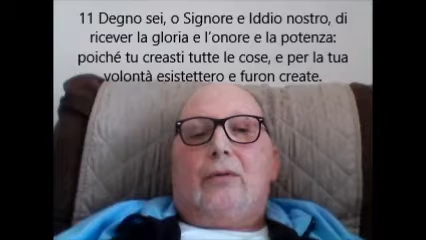 11 Degno sei, o Signore e Iddio nostro, di
ricever la gloria e l'onore e la potenza:
poiché tu creasti tutte le cose, e per la tua
volontà esistettero e furon create.